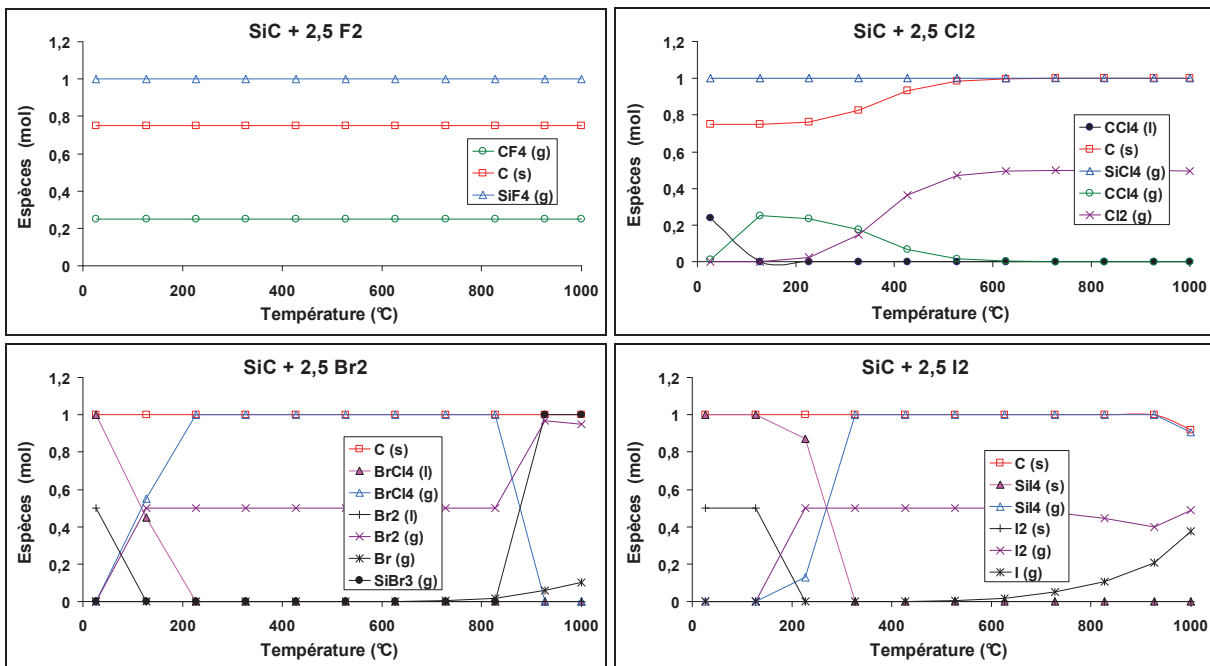 SiC + 2,5 F2
1,2
1
0,8
0,6
0,4
0,2
0
Espèces (mol)
CF4 (g)
C (s)
SiF4 (g)
0 200 400 600 800 1000
Température (°C)
SiC + 2,5 Cl2
1,2
1
0,8
0,6
0,4
0,2
0
Espèces (mol)
CCl4 (l)
C (s)
SiCl4 (g)
CCl4 (g)
Cl2 (g)
0 200 400 600 800 1000
Température (°C)
SiC + 2,5 Br2
1,2
1
0,8
0,6
0,4
0,2
0
Espèces (mol)
C (s)
BrCl4 (l)
BrCl4 (g)
Br2 (l)
Br2 (g)
Br (g)
SiBr3 (g)
0 200 400 600 800 1000
Température (°C)
SiC + 2,5 I2
1,2
1
0,8
0,6
0,4
0,2
0
Espèces (mol)
C (s)
SiI4 (s)
SiI4 (g)
I2 (s)
I2 (g)
I (g)
0 200 400 600 800 1000
Température (°C)